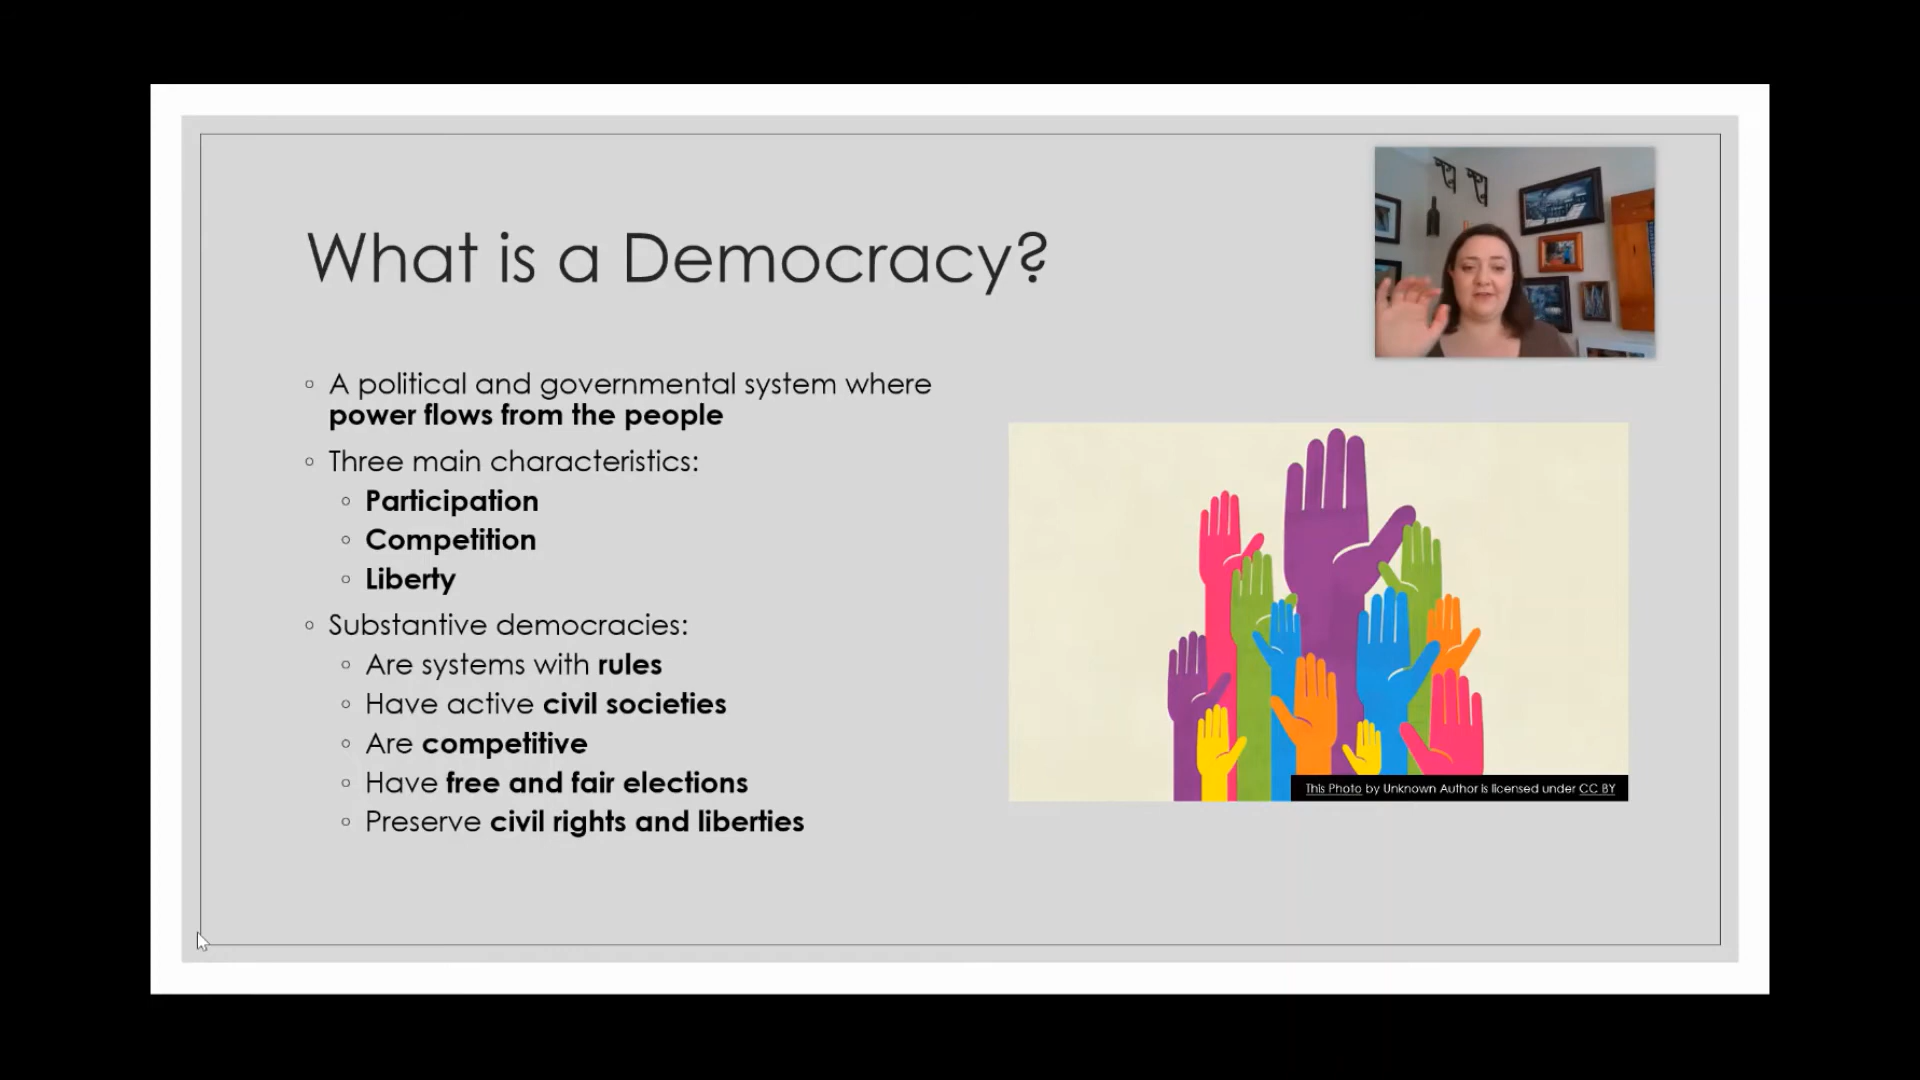 What is a Democracy?
A political and governmental system where
power flows from the people
Three main characteristics:
Participation
Competition
Liberty
Substantive democracies:
Are systems with rules
Have active civil societies
Are competitive
Have free and fair elections
Preserve civil rights and liberties
This Photo by Unknown Author is licensed under CC BY